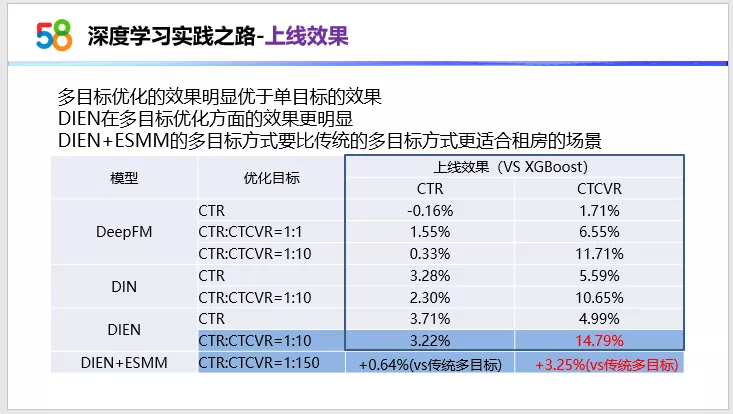 58 深度学习实践之路-上线效果
多目标优化的效果明显优于单目标的效果
DIEN在多目标优化方面的效果更明显
DIEN+ESMM的多目标方式要比传统的多目标方式更适合租房的场景
模型 优化目标 上线效果（VS XGBoost）
CTR CTCVR
DeepFM CTR -0.16% 1.71%
CTR:CTCVR=1:1 1.55% 6.55%
CTR:CTCVR=1:10 0.33% 11.71%
DIN CTR 3.28% 5.59%
CTR:CTCVR=1:10 2.30% 10.65%
DIEN CTR 3.71% 4.99%
CTR:CTCVR=1:10 3.22% 14.79%
DIEN+ESMM CTR:CTCVR=1:150 +0.64%(vs传统多目标) +3.25%(vs传统多目标)